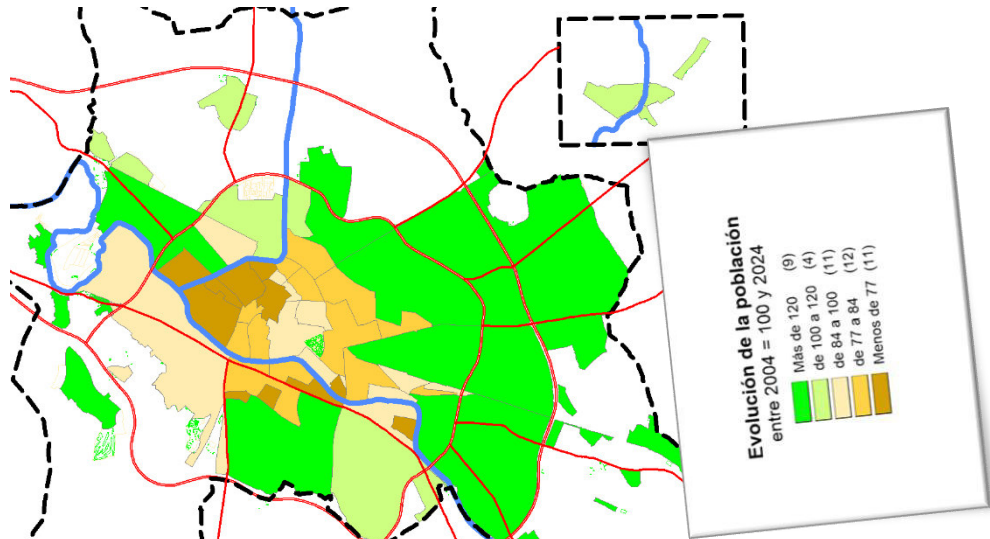 Evolución de la población
entre 2004 = 100 y 2024
Más de 120 (9)
de 100 a 120 (4)
de 84 a 100 (11)
de 77 a 84 (12)
Menos de 77 (11)